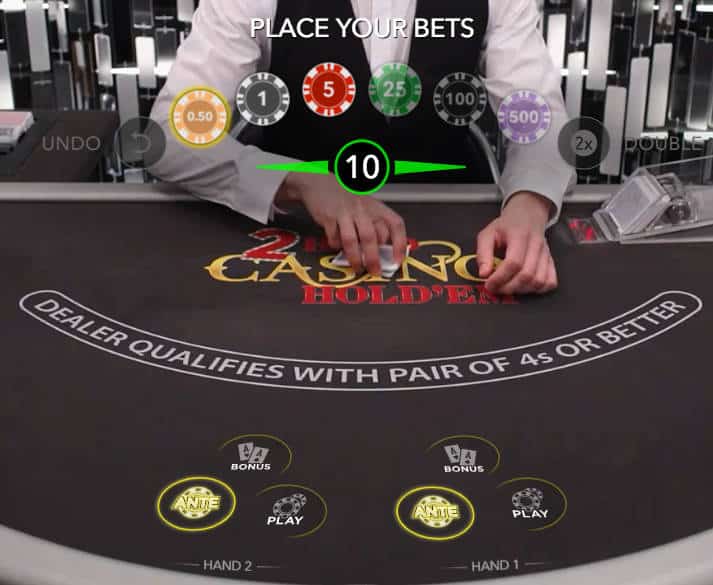 PLACE YOUR BETS
0.50
1
5
25
100
500
UNDO
2x
DOUBLE
10
2
CASINO
HOLD'EM
DEALER QUALIFIES WITH PAIR OF 4s OR BETTER
BONUS
BONUS
ANTE
PLAY
ANTE
PLAY
HAND 2
HAND 1